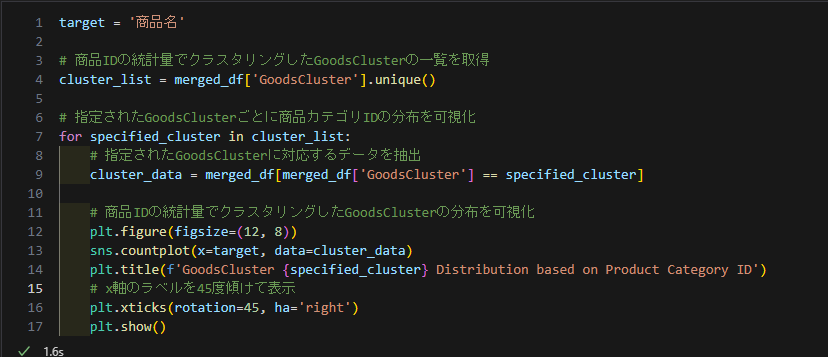 1 target = '商品名'
2
3 # 商品IDの統計量でクラスタリングしたGoodsClusterの一覧を取得
4 cluster_list = merged_df['GoodsCluster'].unique()
5
6 # 指定されたGoodsClusterごとに商品カテゴリIDの分布を可視化
7 for specified_cluster in cluster_list:
8     # 指定されたGoodsClusterに対応するデータを抽出
9     cluster_data = merged_df[merged_df['GoodsCluster'] == specified_cluster]
10
11     # 商品IDの統計量でクラスタリングしたGoodsClusterの分布を可視化
12     plt.figure(figsize=(12, 8))
13     sns.countplot(x=target, data=cluster_data)
14     plt.title(f'GoodsCluster {specified_cluster} Distribution based on Product Category ID')
15     # x軸のラベルを45度傾けて表示
16     plt.xticks(rotation=45, ha='right')
17     plt.show()
✓ 1.6s